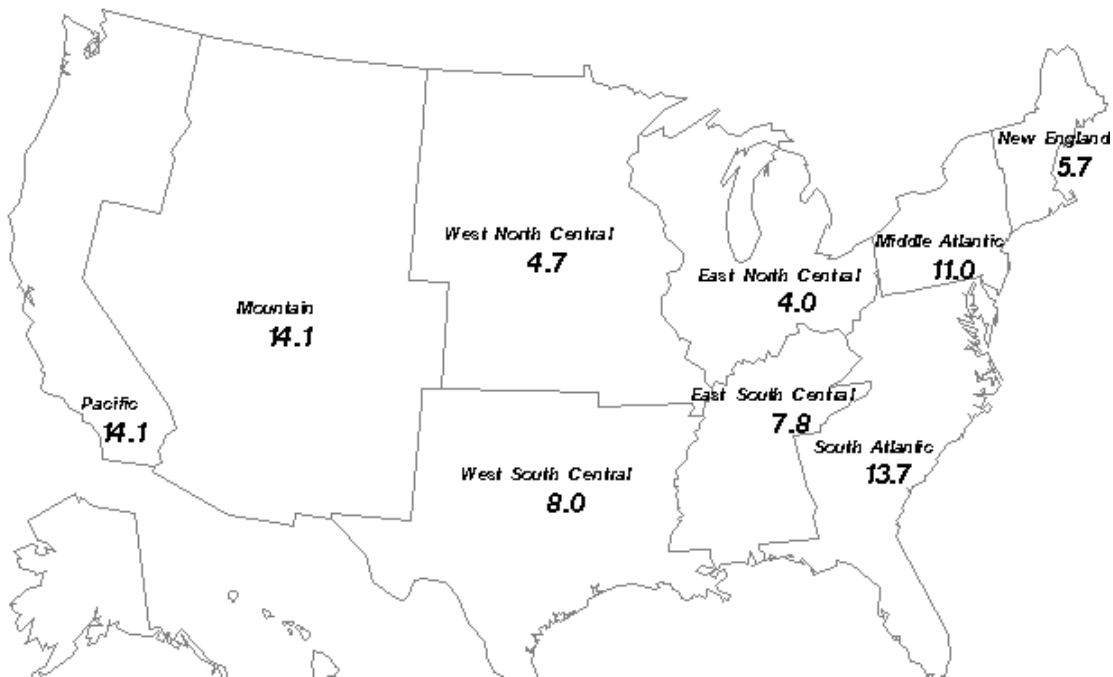 New England
5.7
West North Central
4.7
Middle Atlantic
11.0
East North Central
4.0
Mountain
14.1
Pacific
14.1
East South Central
7.8
South Atlantic
13.7
West South Central
8.0